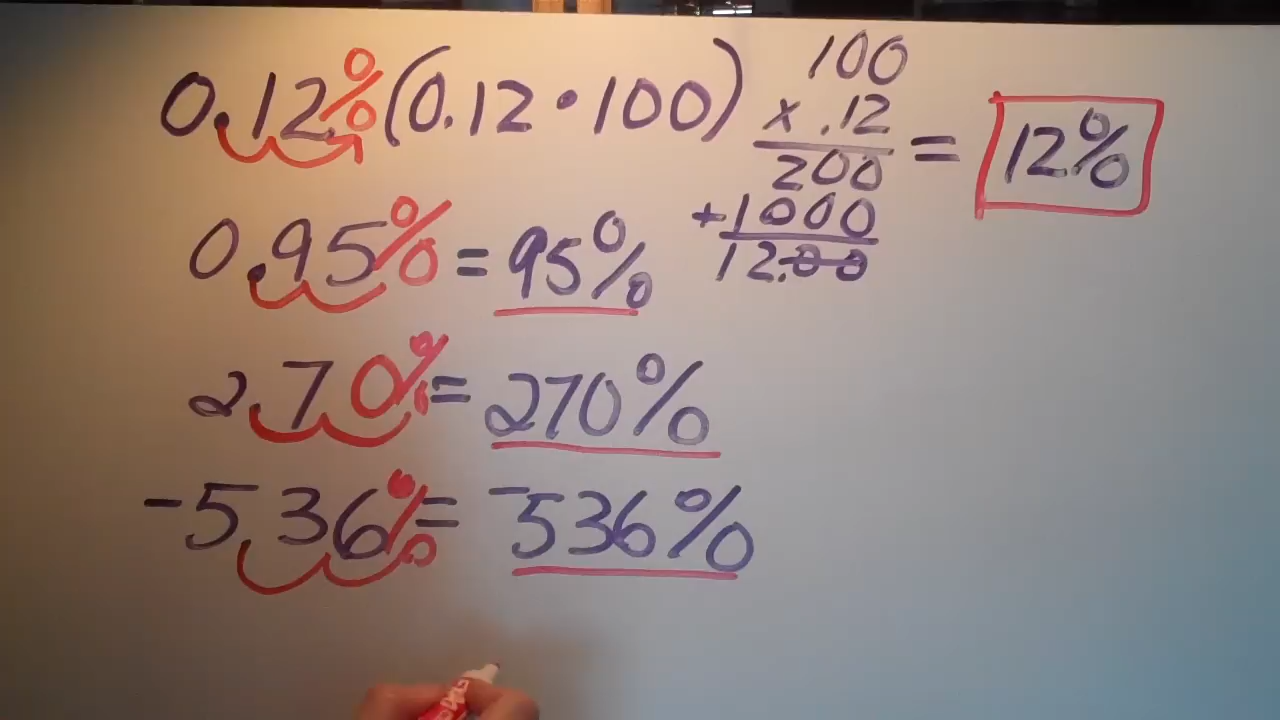 0.12.% (0.12 · 100)
100
x .12
200 = 12%
+1000
12.00
0.95% = 95%
2.70% = 270%
-5.36% = -536%